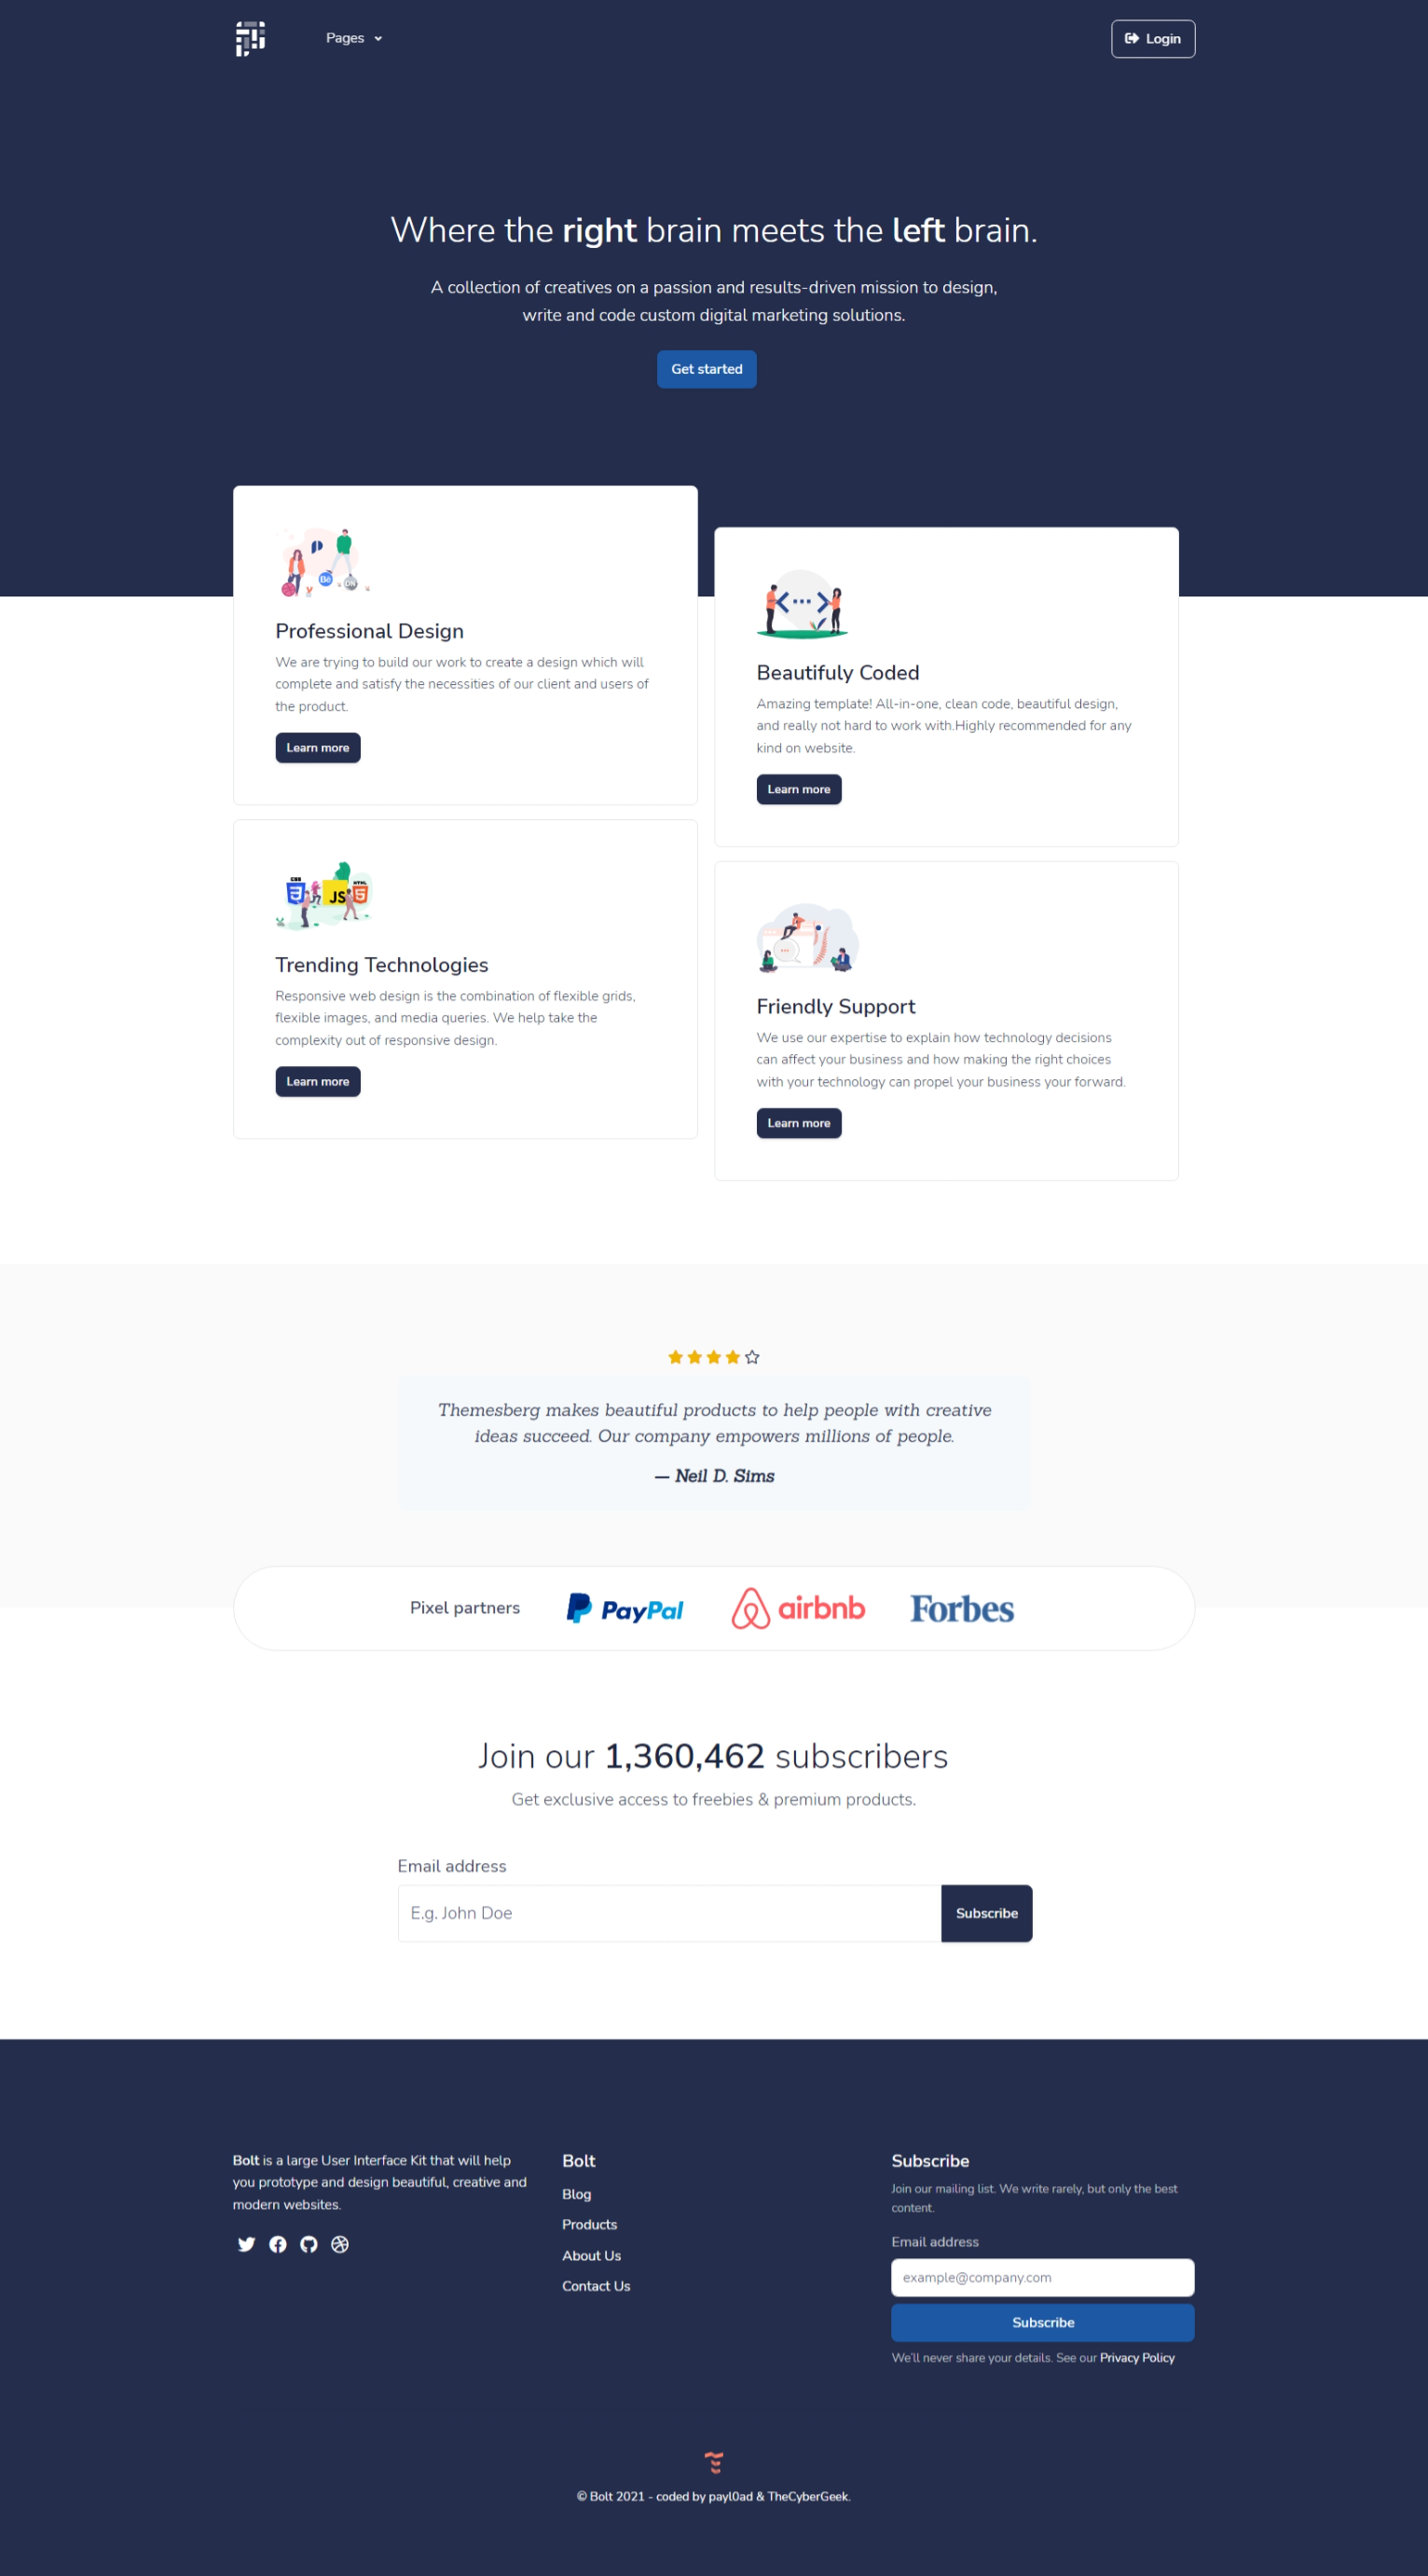 Pages
Login
Where the right brain meets the left brain.
A collection of creatives on a passion and results-driven mission to design,
write and code custom digital marketing solutions.
Get started
Bē
ON
Professional Design
We are trying to build our work to create a design which will
complete and satisfy the necessities of our client and users of
the product.
Learn more
Beautifuly Coded
Amazing template! All-in-one, clean code, beautiful design,
and really not hard to work with.Highly recommended for any
kind on website.
Learn more
CSS
3
JS
HTML
5
Trending Technologies
Responsive web design is the combination of flexible grids,
flexible images, and media queries. We help take the
complexity out of responsive design.
Learn more
Friendly Support
We use our expertise to explain how technology decisions
can affect your business and how making the right choices
with your technology can propel your business your forward.
Learn more
Themesberg makes beautiful products to help people with creative
ideas succeed. Our company empowers millions of people.
— Neil D. Sims
Pixel partners
PayPal
airbnb
Forbes
Join our 1,360,462 subscribers
Get exclusive access to freebies & premium products.
Email address
E.g. John Doe
Subscribe
Bolt is a large User Interface Kit that will help
you prototype and design beautiful, creative and
modern websites.
Bolt
Blog
Products
About Us
Contact Us
Subscribe
Join our mailing list. We write rarely, but only the best
content.
Email address
example@company.com
Subscribe
We'll never share your details. See our Privacy Policy
© Bolt 2021 - coded by payl0ad & TheCyberGeek.